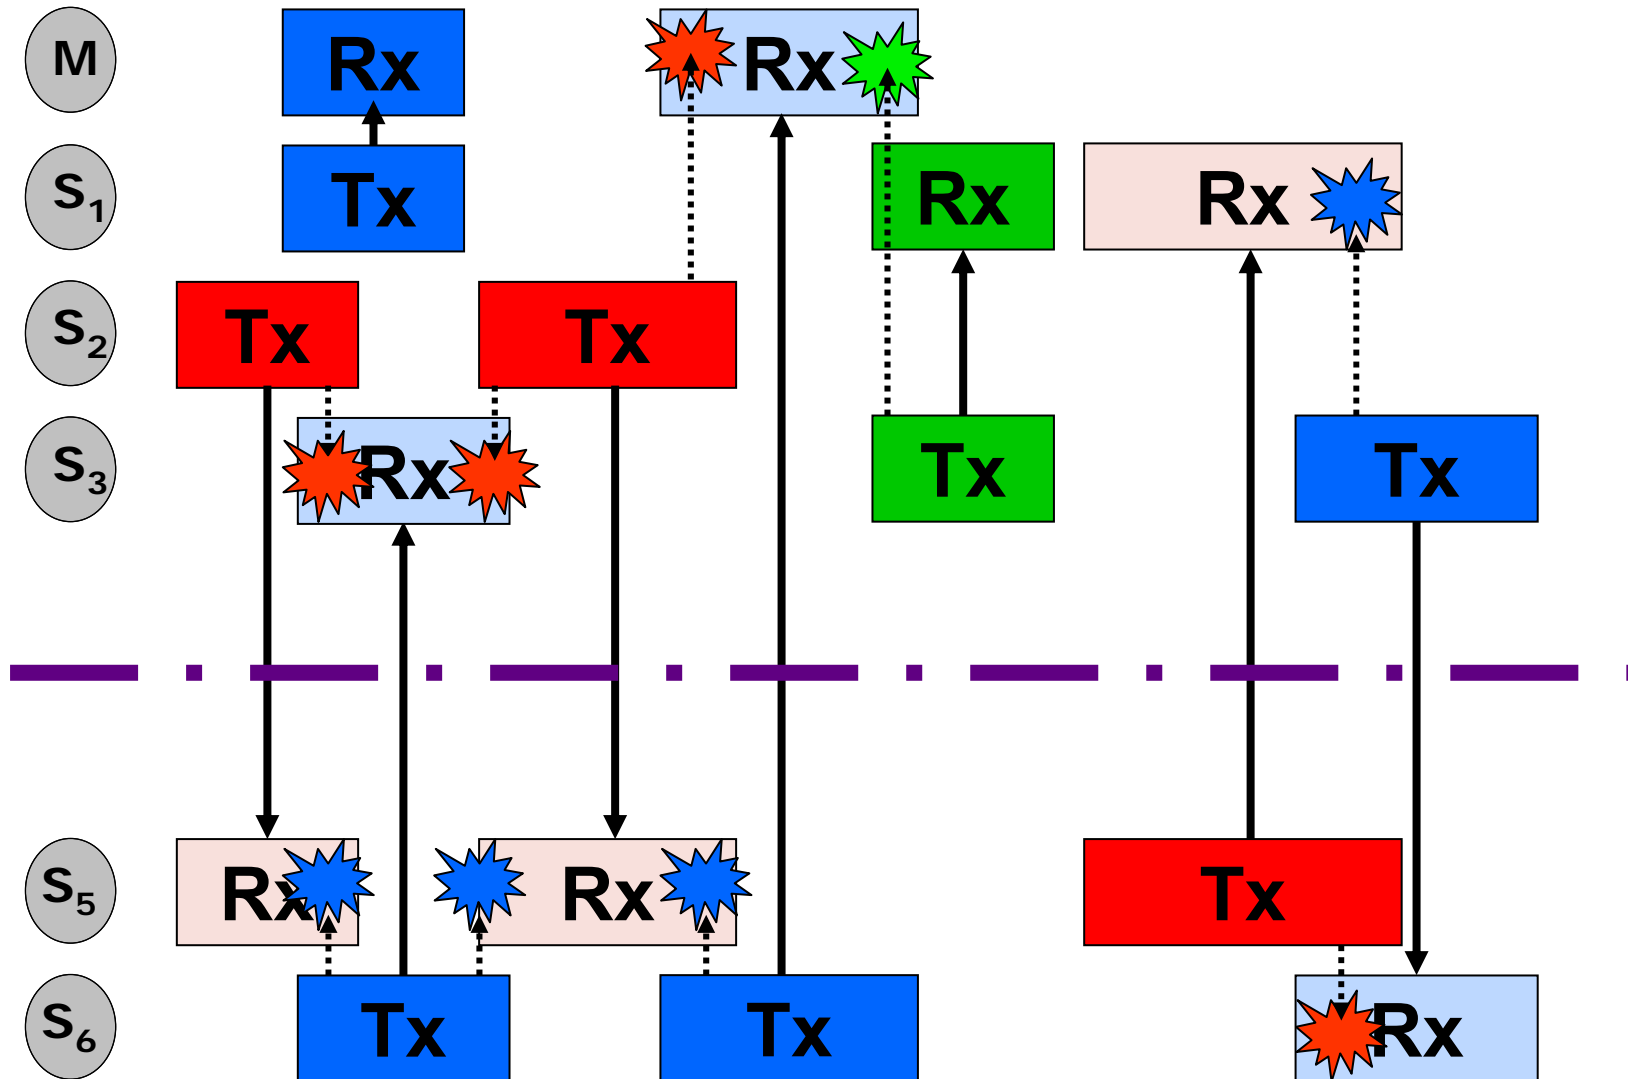 M Rx Rx
S1 Tx Rx Rx
S2 Tx Tx
S3 Rx Tx Tx
S5 Rx Rx Tx
S6 Tx Tx Rx